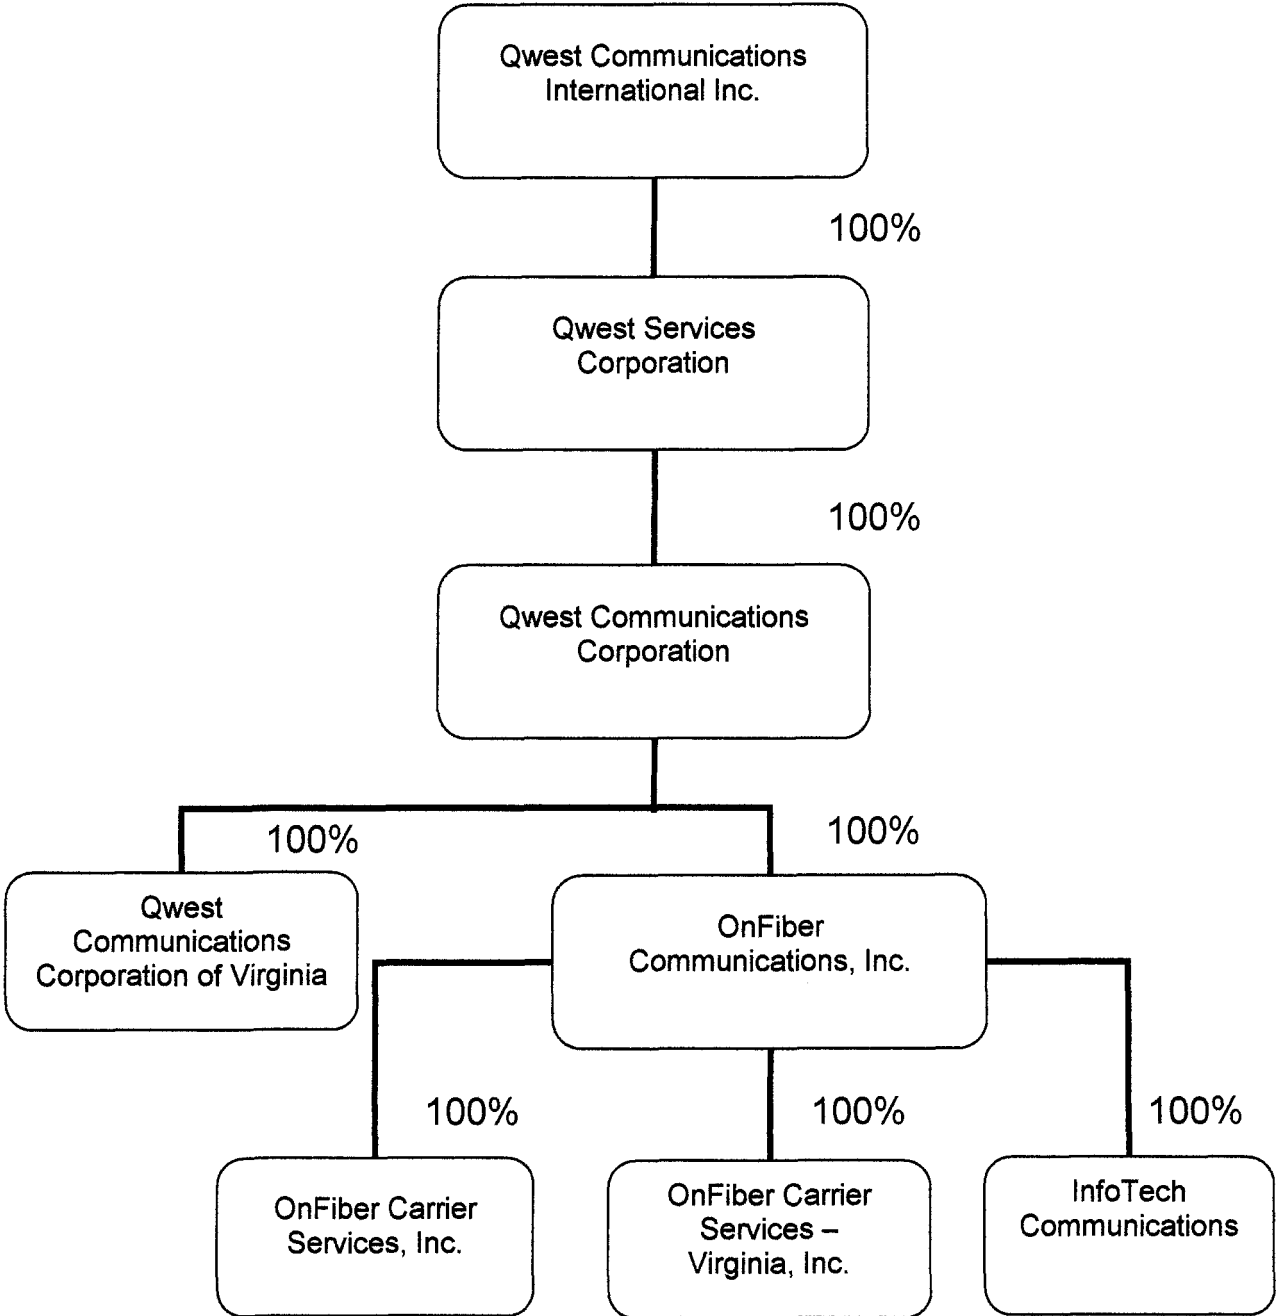 Qwest Communications
International Inc.
100%
Qwest Services
Corporation
100%
Qwest Communications
Corporation
100%
100%
Qwest
Communications
Corporation of Virginia
OnFiber
Communications, Inc.
100%
100%
100%
OnFiber Carrier
Services, Inc.
OnFiber Carrier
Services –
Virginia, Inc.
InfoTech
Communications